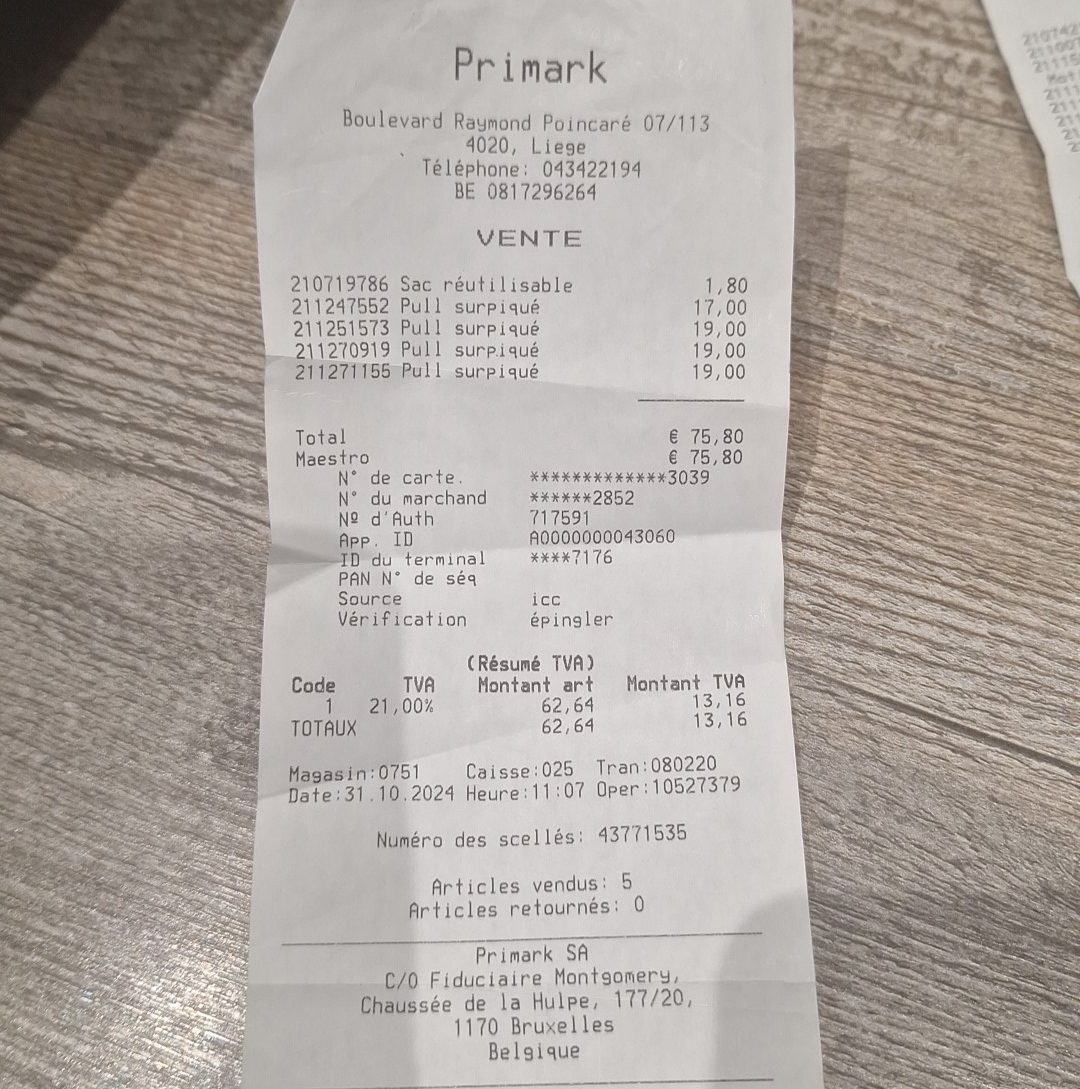 Primark
Boulevard Raymond Poincaré 07/113
4020, Liege
Téléphone: 043422194
BE 0817296264
VENTE
210719786 Sac réutilisable 1,80
211247552 Pull surpiqué 17,00
211251573 Pull surpiqué 19,00
211270919 Pull surpiqué 19,00
211271155 Pull surpiqué 19,00
Total € 75,80
Maestro € 75,80
N° de carte. *************3039
N° du marchand ******2852
Nº d'Auth 717591
App. ID A0000000043060
ID du terminal ****7176
PAN N° de séq
Source icc
Vérification épingler
(Résumé TVA)
Code TVA Montant art Montant TVA
1 21,00% 62,64 13,16
TOTAUX 62,64 13,16
Magasin:0751 Caisse:025 Tran:080220
Date:31.10.2024 Heure:11:07 Oper:10527379
Numéro des scellés: 43771535
Articles vendus: 5
Articles retournés: 0
Primark SA
C/O Fiduciaire Montgomery,
Chaussée de la Hulpe, 177/20,
1170 Bruxelles
Belgique